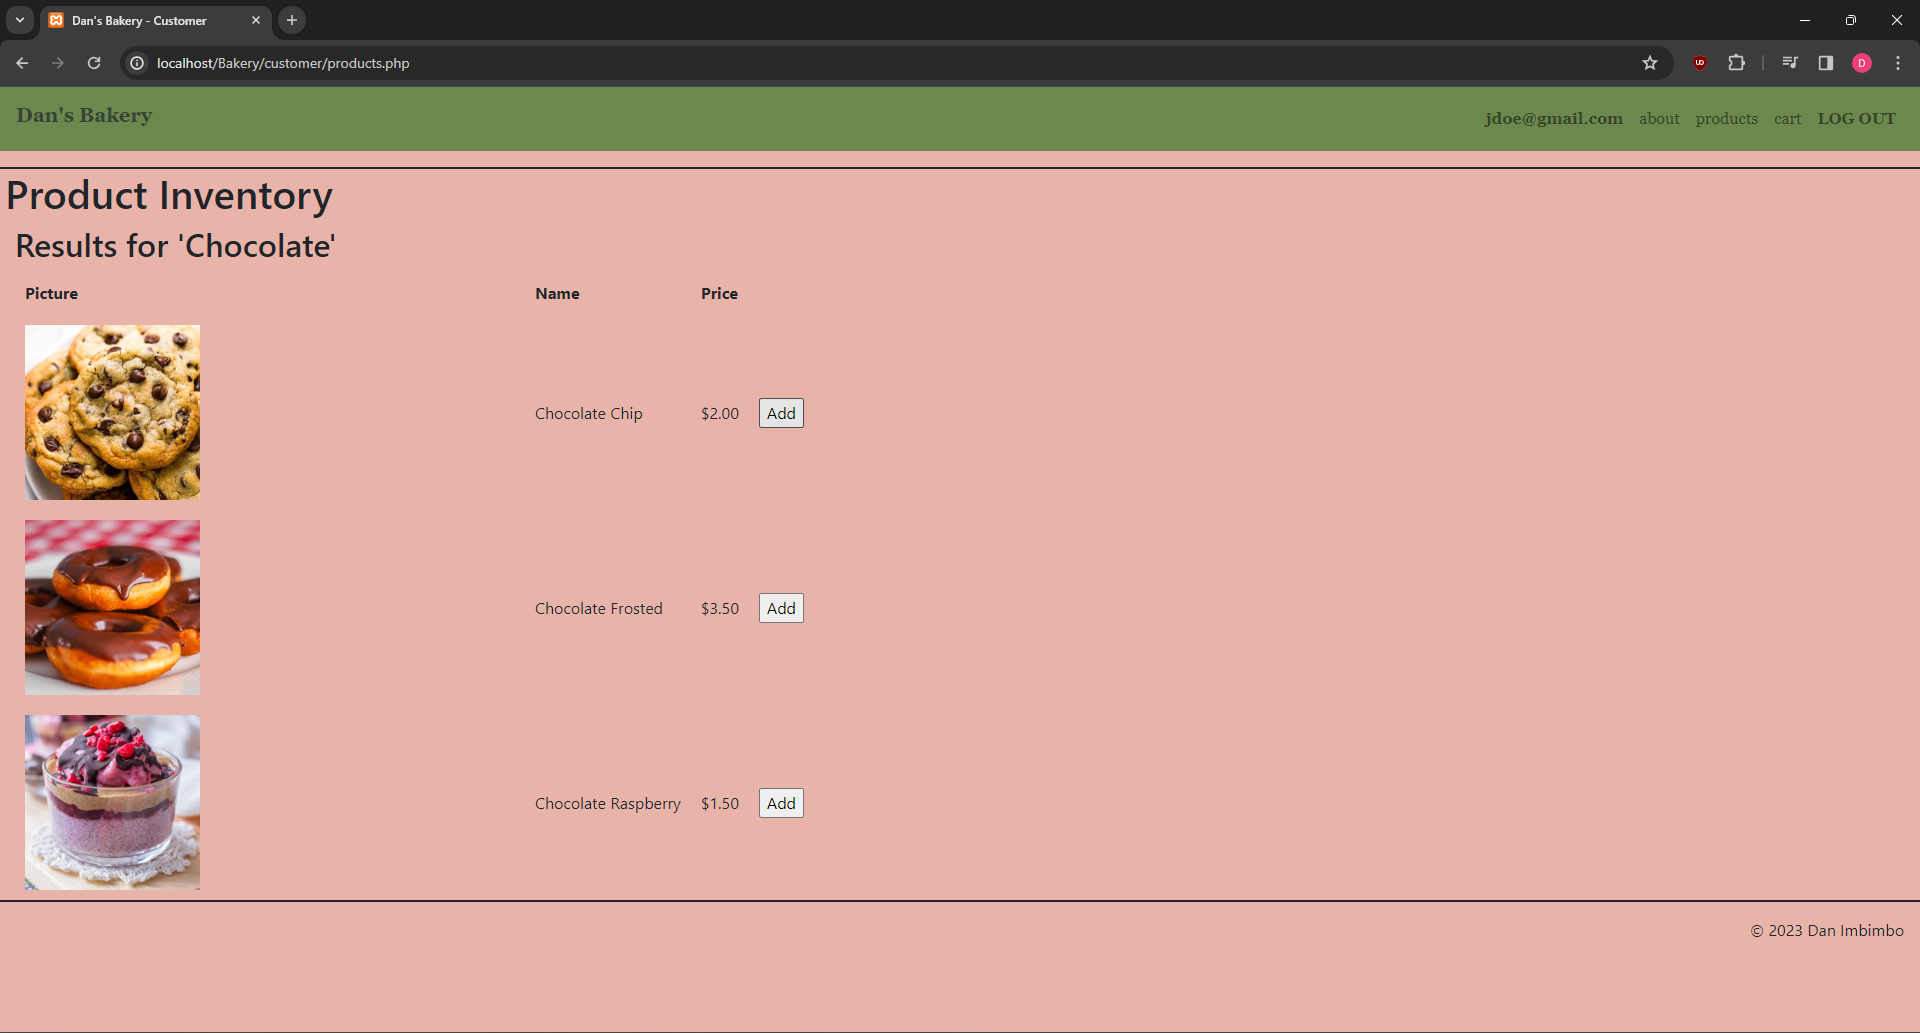 Dan's Bakery - Customer
localhost/Bakery/customer/products.php
D
Dan's Bakery
jdoe@gmail.com about products cart LOG OUT
Product Inventory
Results for 'Chocolate'
Picture Name Price
Chocolate Chip $2.00 Add
Chocolate Frosted $3.50 Add
Chocolate Raspberry $1.50 Add
© 2023 Dan Imbimbo